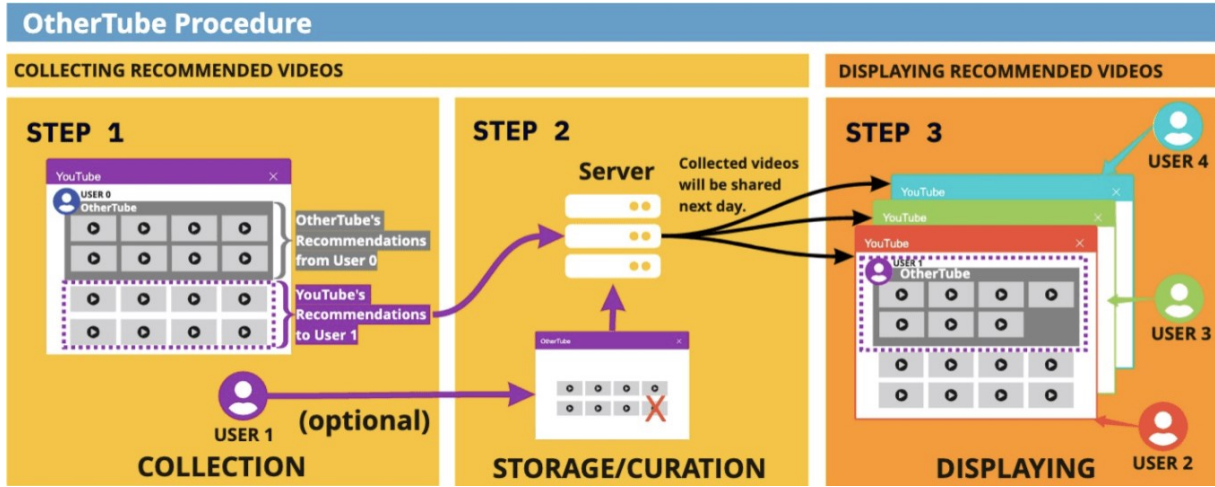 OtherTube Procedure
COLLECTING RECOMMENDED VIDEOS
DISPLAYING RECOMMENDED VIDEOS
STEP 1
YouTube
USER 0
OtherTube
OtherTube's
Recommendations
from User 0
YouTube's
Recommendations
to User 1
USER 1
(optional)
COLLECTION
STEP 2
Server
Collected videos
will be shared
next day.
OtherTube
X
STORAGE/CURATION
STEP 3
USER 4
YouTube
YouTube
YouTube
USER 1
OtherTube
USER 3
USER 2
DISPLAYING